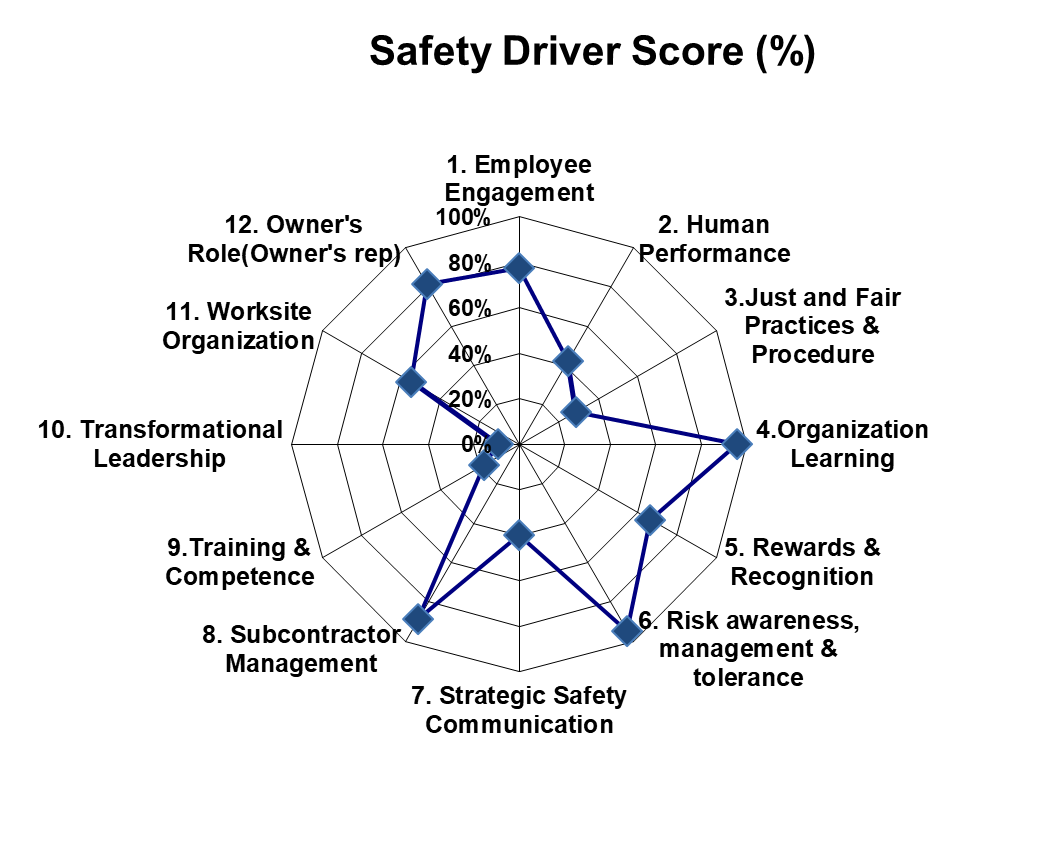 Safety Driver Score (%)
1. Employee
Engagement
100%
80%
60%
40%
20%
0%
2. Human
Performance
3.Just and Fair
Practices &
Procedure
4.Organization
Learning
5. Rewards &
Recognition
6. Risk awareness,
management &
tolerance
7. Strategic Safety
Communication
8. Subcontractor
Management
9.Training &
Competence
10. Transformational
Leadership
11. Worksite
Organization
12. Owner's
Role(Owner's rep)